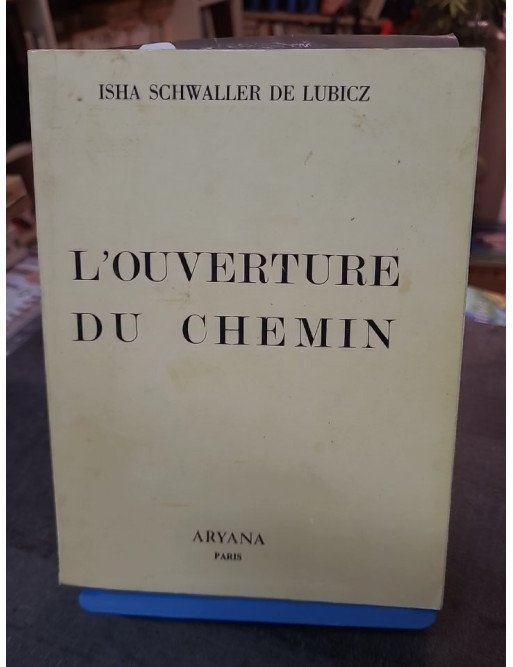 ISHA SCHWALLER DE LUBICZ
L'OUVERTURE
DU CHEMIN
ARYANA
PARIS